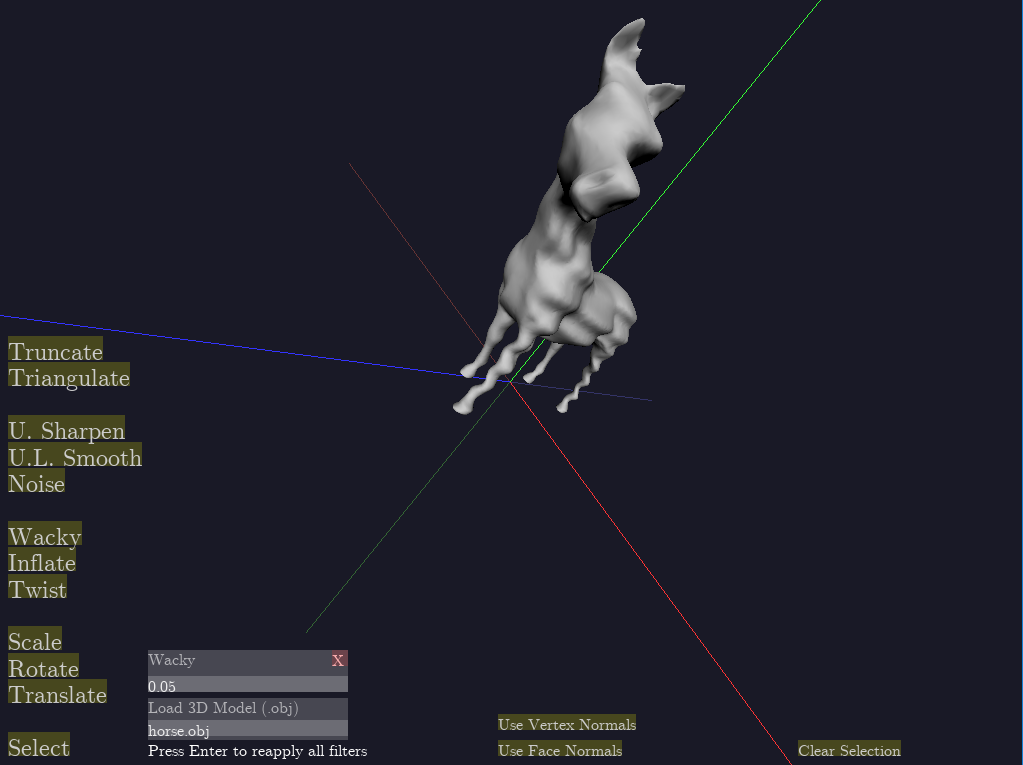 Truncate
Triangulate
U. Sharpen
U.L. Smooth
Noise
Wacky
Inflate
Twist
Scale
Rotate
Translate
Select
Wacky X
0.05
Load 3D Model (.obj)
horse.obj
Press Enter to reapply all filters
Use Vertex Normals
Use Face Normals
Clear Selection